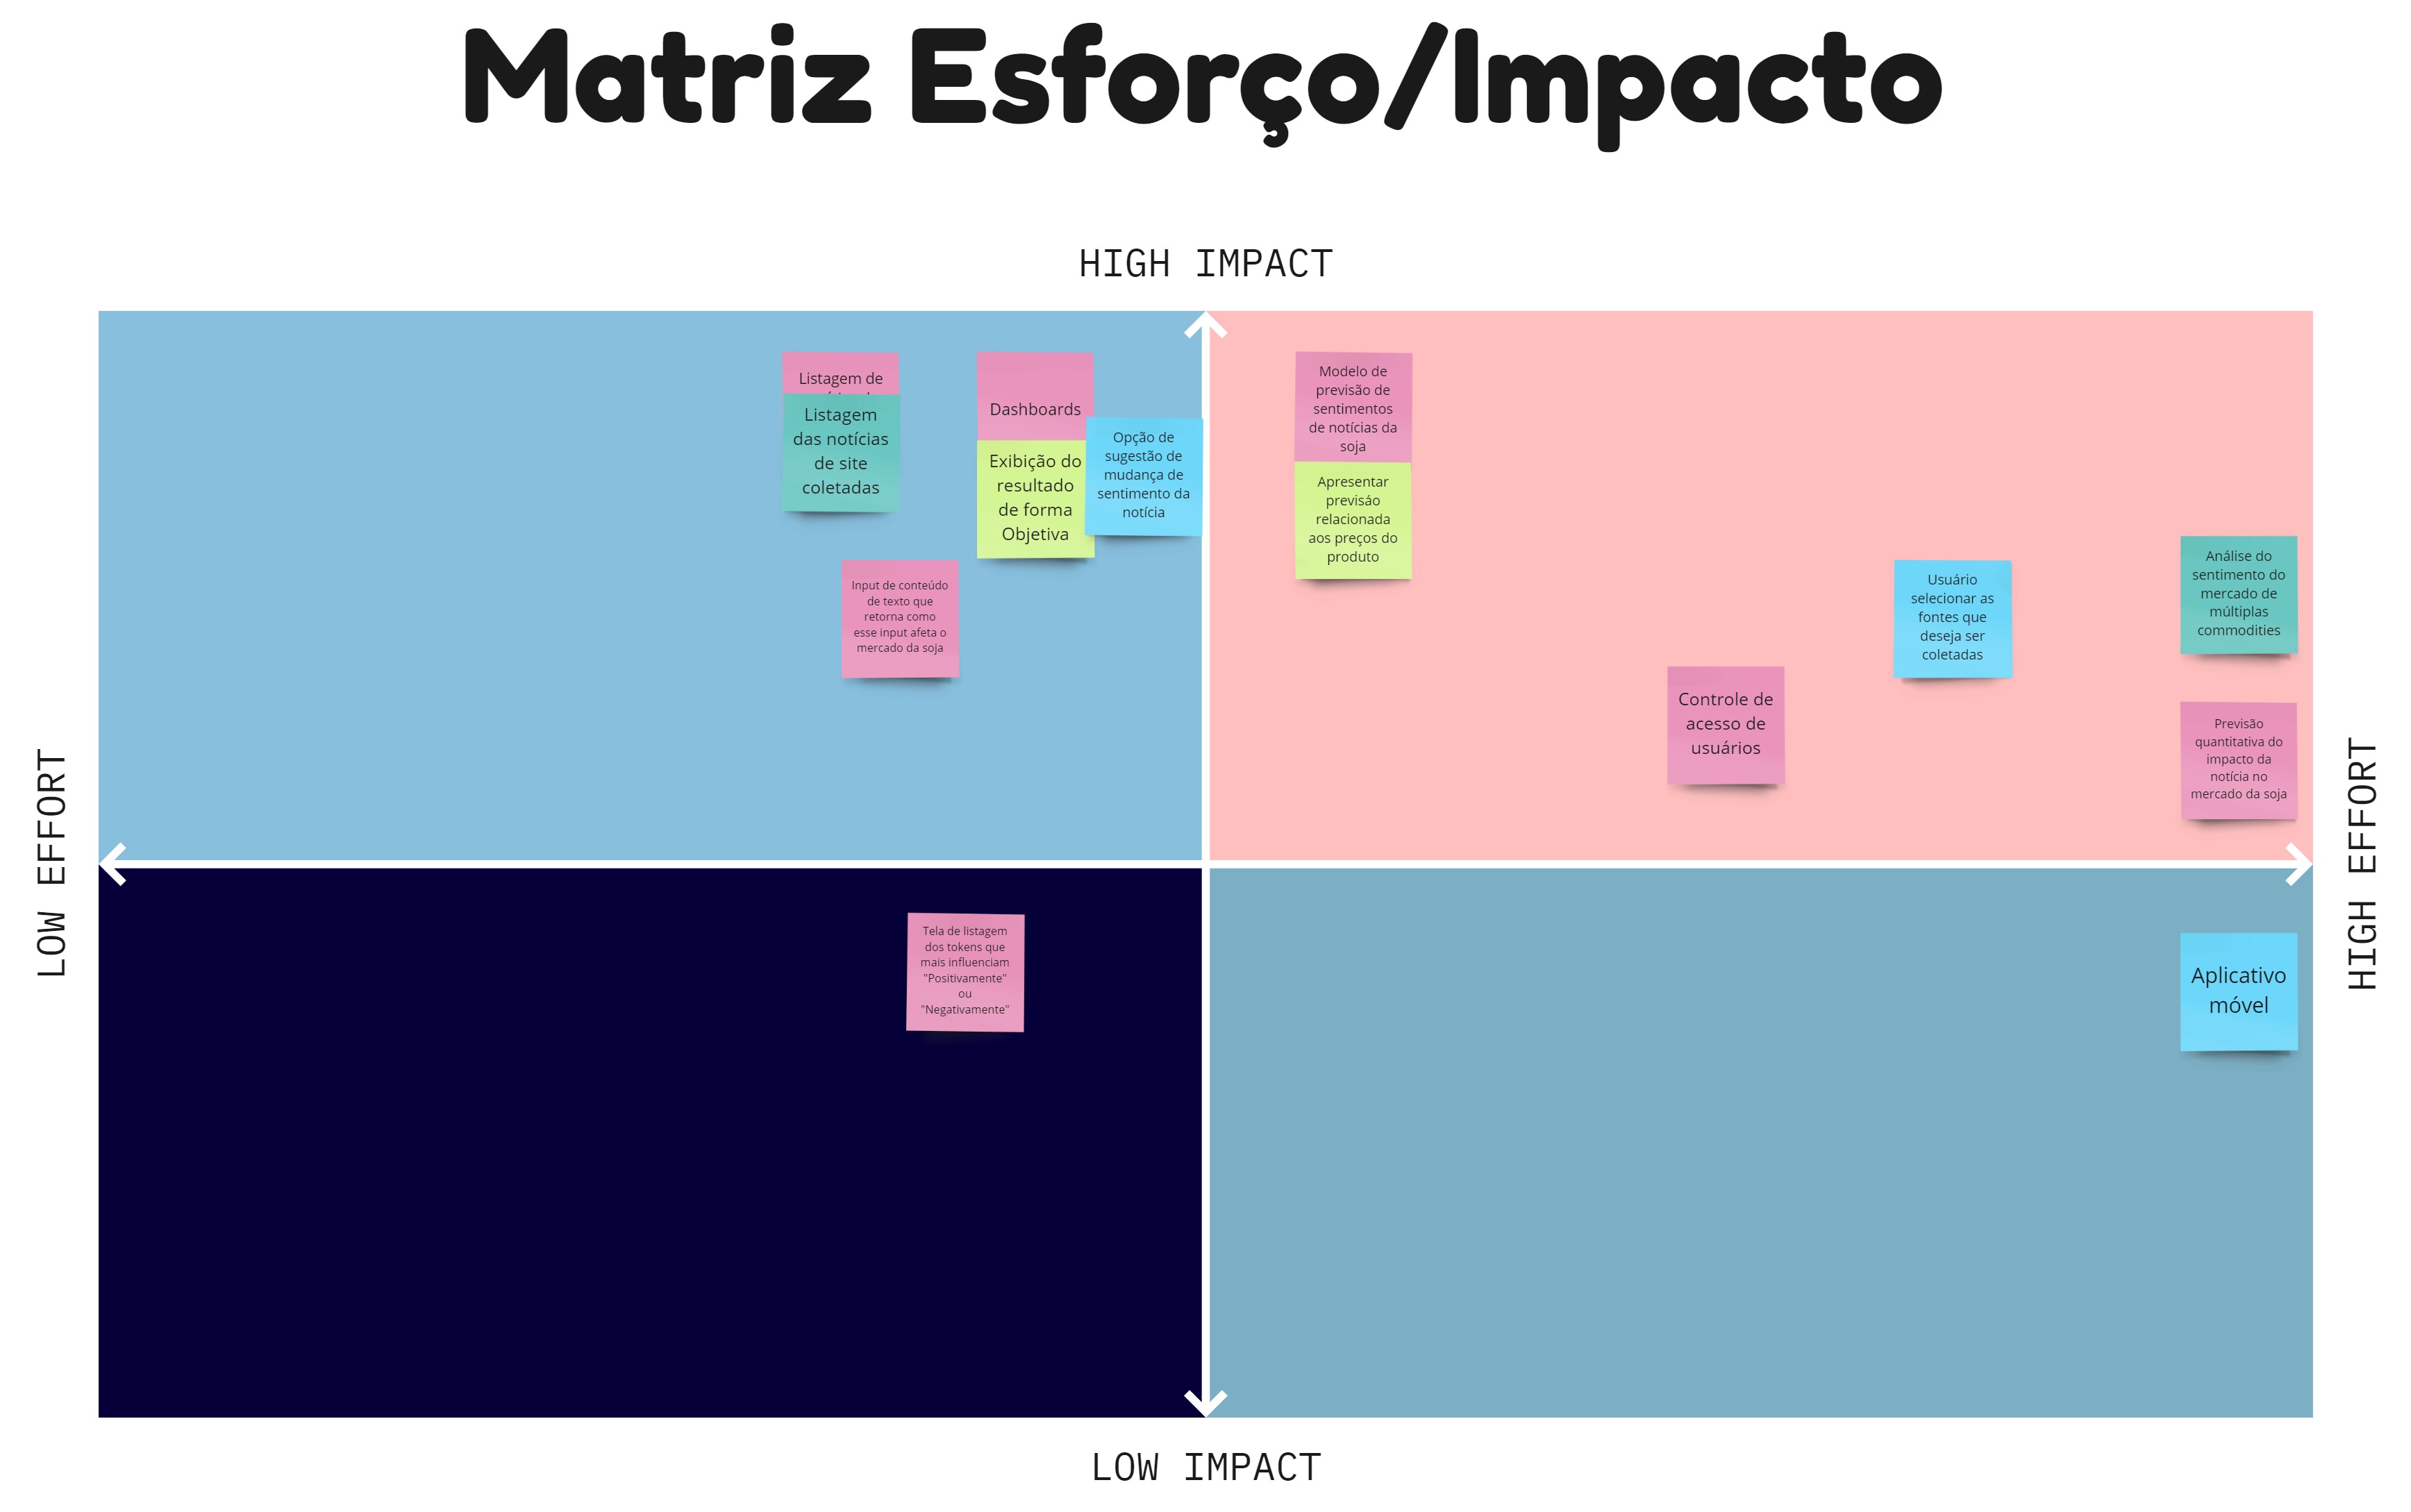 Matriz Esforço/Impacto
HIGH IMPACT
Listagem de
Listagem
das notícias
de site
coletadas
Dashboards
Exibição do
resultado
de forma
Objetiva
Opção de
sugestão de
mudança de
sentimento da
notícia
Input de conteúdo
de texto que
retorna como
esse input afeta o
mercado da soja
Modelo de
previsão de
sentimentos
de notícias da
soja
Apresentar
previsáo
relacionada
aos preços do
produto
Controle de
acesso de
usuários
Usuário
selecionar as
fontes que
deseja ser
coletadas
Análise do
sentimento do
mercado de
múltiplas
commodities
Previsão
quantitativa do
impacto da
notícia no
mercado da soja
LOW EFFORT
HIGH EFFORT
Tela de listagem
dos tokens que
mais influenciam
"Positivamente"
ou
"Negativamente"
Aplicativo
móvel
LOW IMPACT